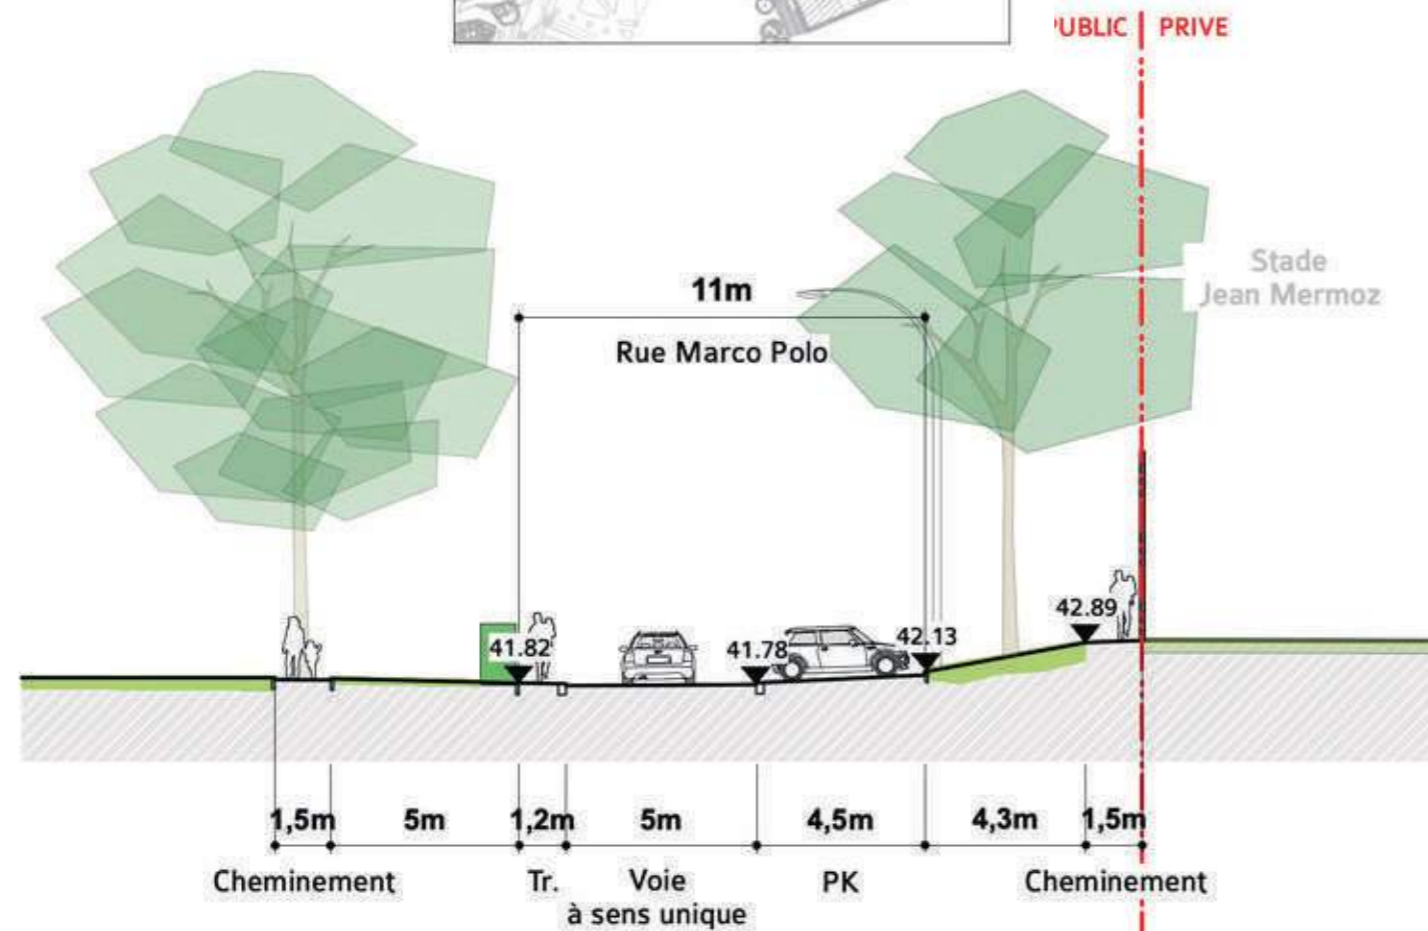 PUBLIC PRIVE
Stade
Jean Mermoz
11m
Rue Marco Polo
42.89
41.82
41.78
42.13
1,5m 5m 1,2m 5m 4,5m 4,3m 1,5m
Cheminement Tr. Voie PK Cheminement
à sens unique